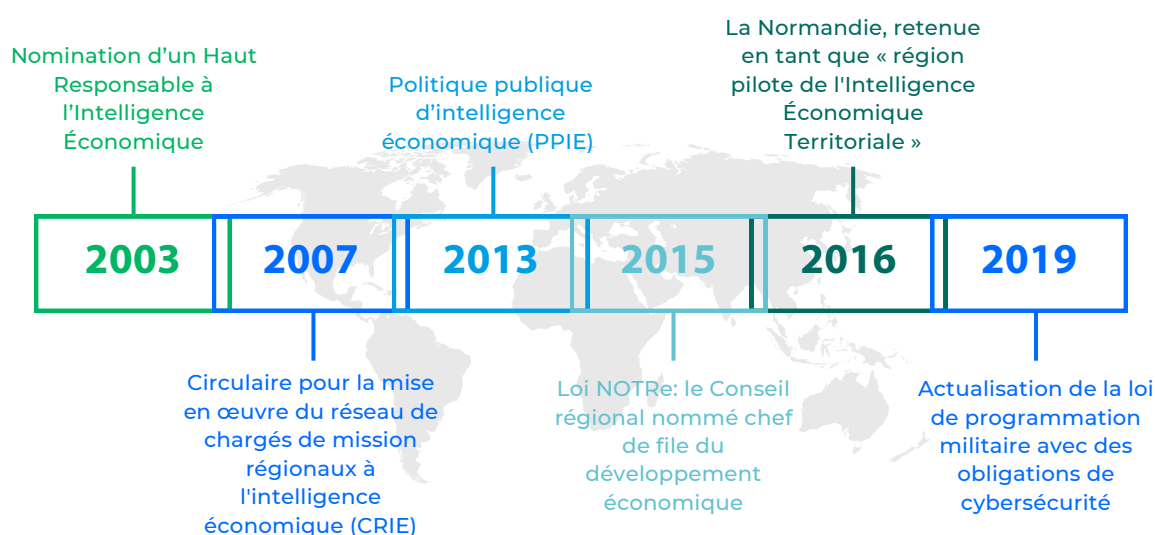 Nomination d’un Haut
Responsable à
l’Intelligence
Économique
Politique publique
d’intelligence
économique (PPIE)
La Normandie, retenue
en tant que « région
pilote de l'Intelligence
Économique
Territoriale »
2003
2007
2013
2015
2016
2019
Circulaire pour la mise
en œuvre du réseau de
chargés de mission
régionaux à
l'intelligence
économique (CRIE)
Loi NOTRe: le Conseil
régional nommé chef
de file du
développement
économique
Actualisation de la loi
de programmation
militaire avec des
obligations de
cybersécurité